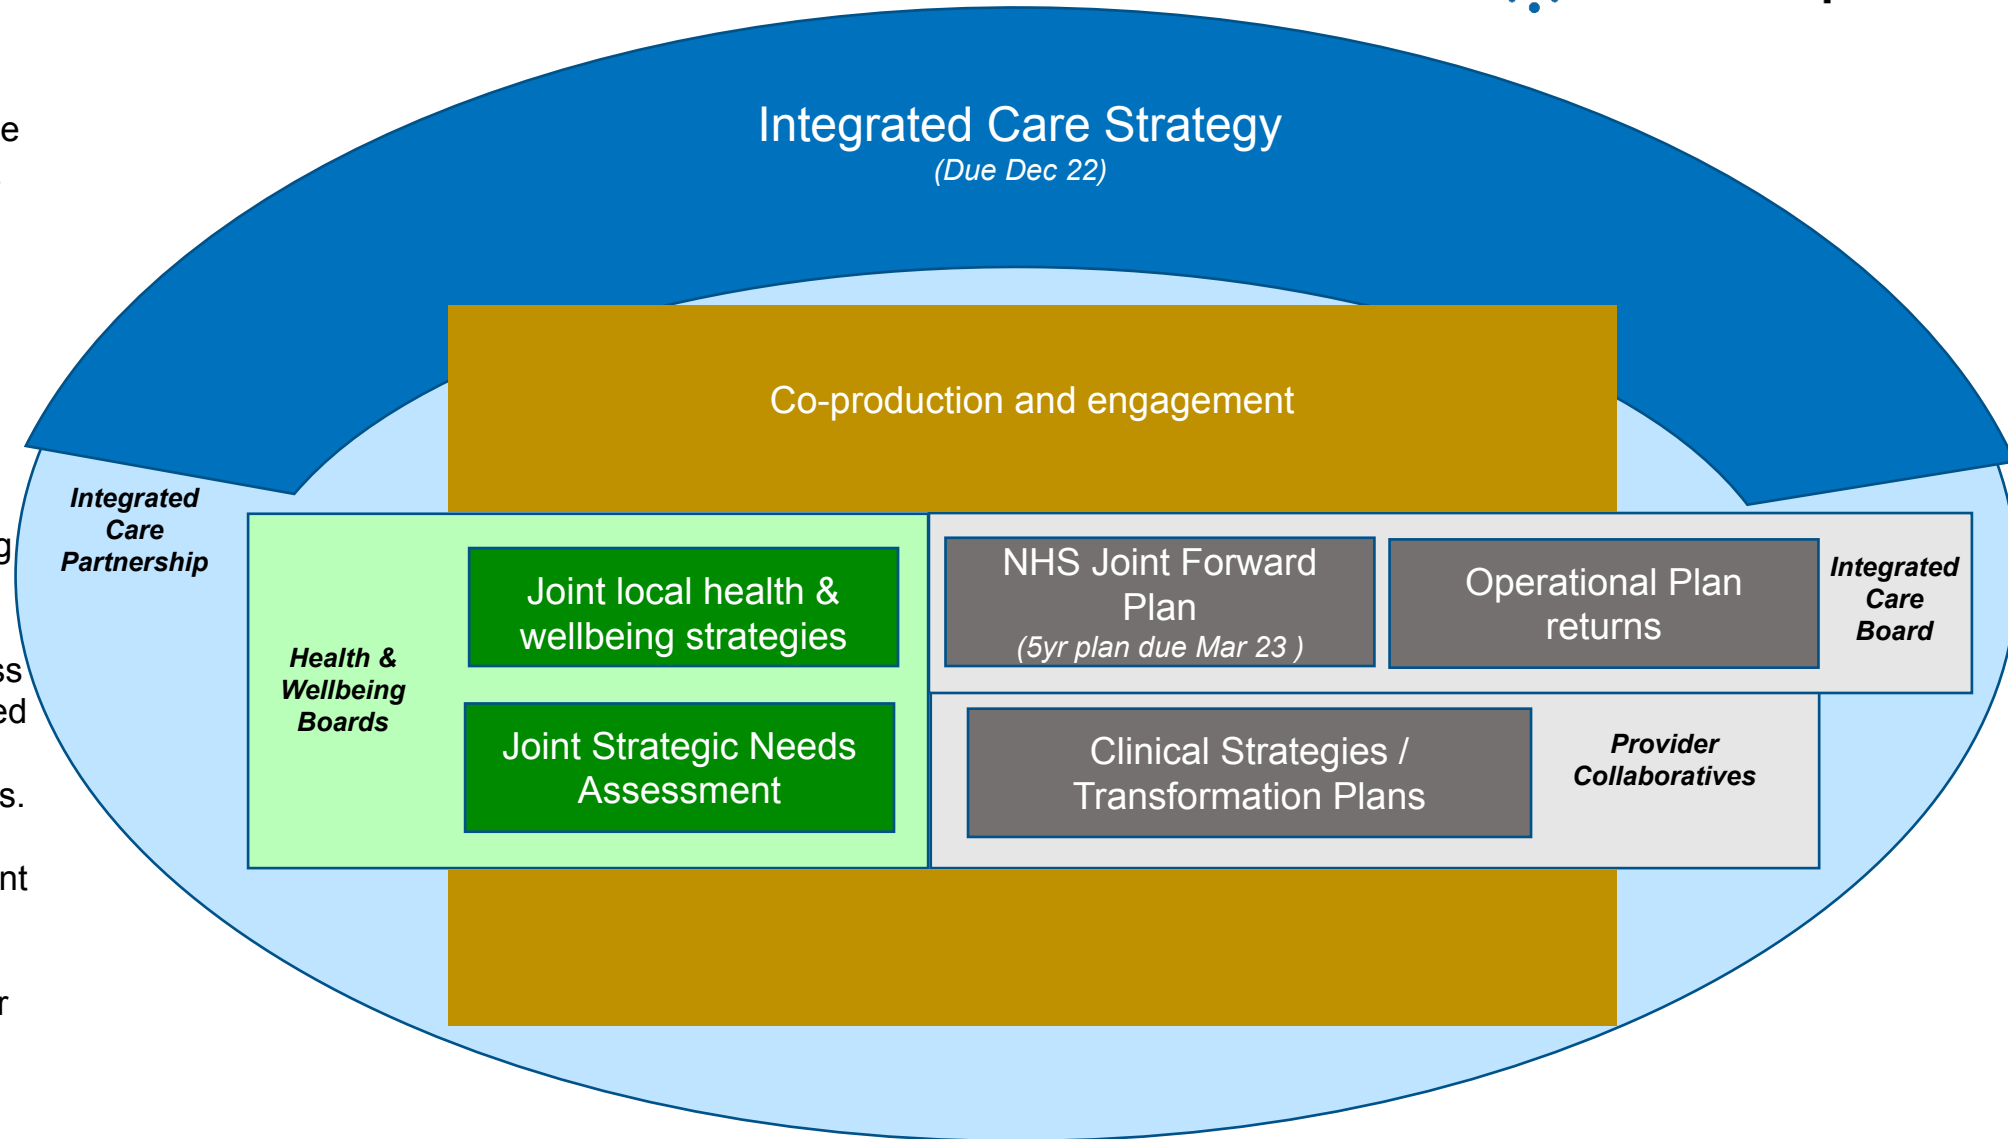 Integrated Care Strategy
(Due Dec 22)
Co-production and engagement
Integrated
Care
Partnership
Health &
Wellbeing
Boards
Joint local health &
wellbeing strategies
Joint Strategic Needs
Assessment
NHS Joint Forward
Plan
(5yr plan due Mar 23 )
Operational Plan
returns
Integrated
Care
Board
Clinical Strategies /
Transformation Plans
Provider
Collaboratives